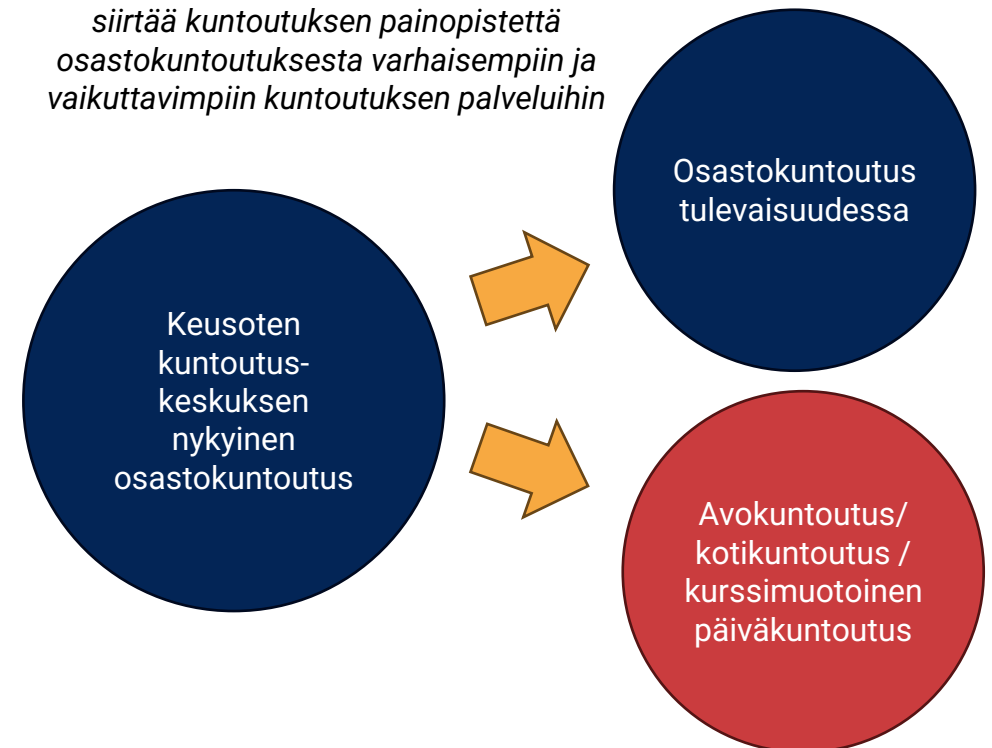 siirtää kuntoutuksen painopistettä
osastokuntoutuksesta varhaisempiin ja
vaikuttavimpiin kuntoutuksen palveluihin
Osastokuntoutus
tulevaisuudessa
Keusoten
kuntoutus-
keskuksen
nykyinen
osastokuntoutus
Avokuntoutus/
kotikuntoutus /
kurssimuotoinen
päiväkuntoutus